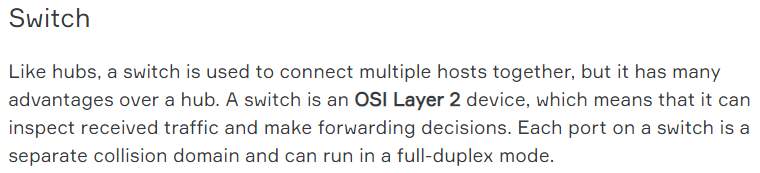 Switch
Like hubs, a switch is used to connect multiple hosts together, but it has many
advantages over a hub. A switch is an OSI Layer 2 device, which means that it can
inspect received traffic and make forwarding decisions. Each port on a switch is a
separate collision domain and can run in a full-duplex mode.